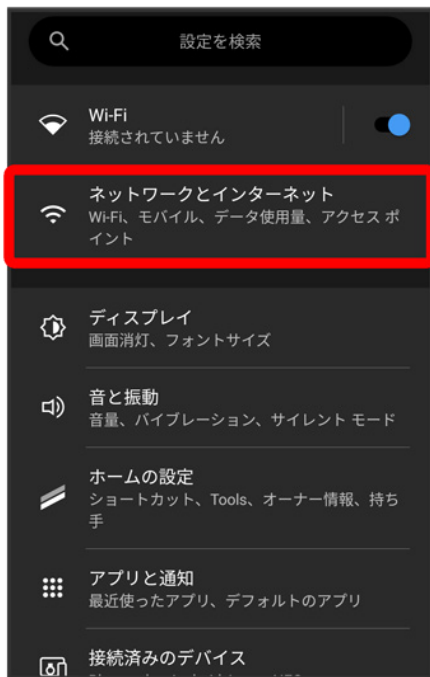 設定を検索
Wi-Fi
接続されていません
ネットワークとインターネット
Wi-Fi、モバイル、データ使用量、アクセス ポ
イント
ディスプレイ
画面消灯、フォントサイズ
音と振動
音量、バイブレーション、サイレント モード
ホームの設定
ショートカット、Tools、オーナー情報、持ち
手
アプリと通知
最近使ったアプリ、デフォルトのアプリ
接続済みのデバイス